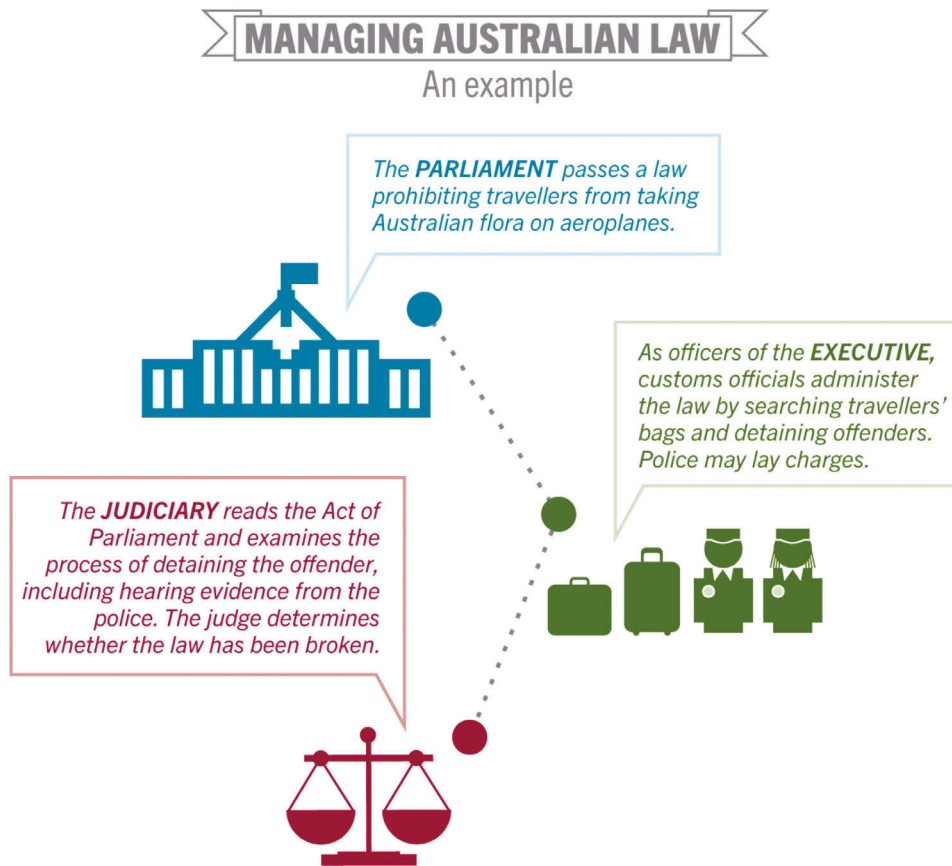 MANAGING AUSTRALIAN LAW
An example
The PARLIAMENT passes a law
prohibiting travellers from taking
Australian flora on aeroplanes.
As officers of the EXECUTIVE,
customs officials administer
the law by searching travellers’
bags and detaining offenders.
Police may lay charges.
The JUDICIARY reads the Act of
Parliament and examines the
process of detaining the offender,
including hearing evidence from the
police. The judge determines
whether the law has been broken.